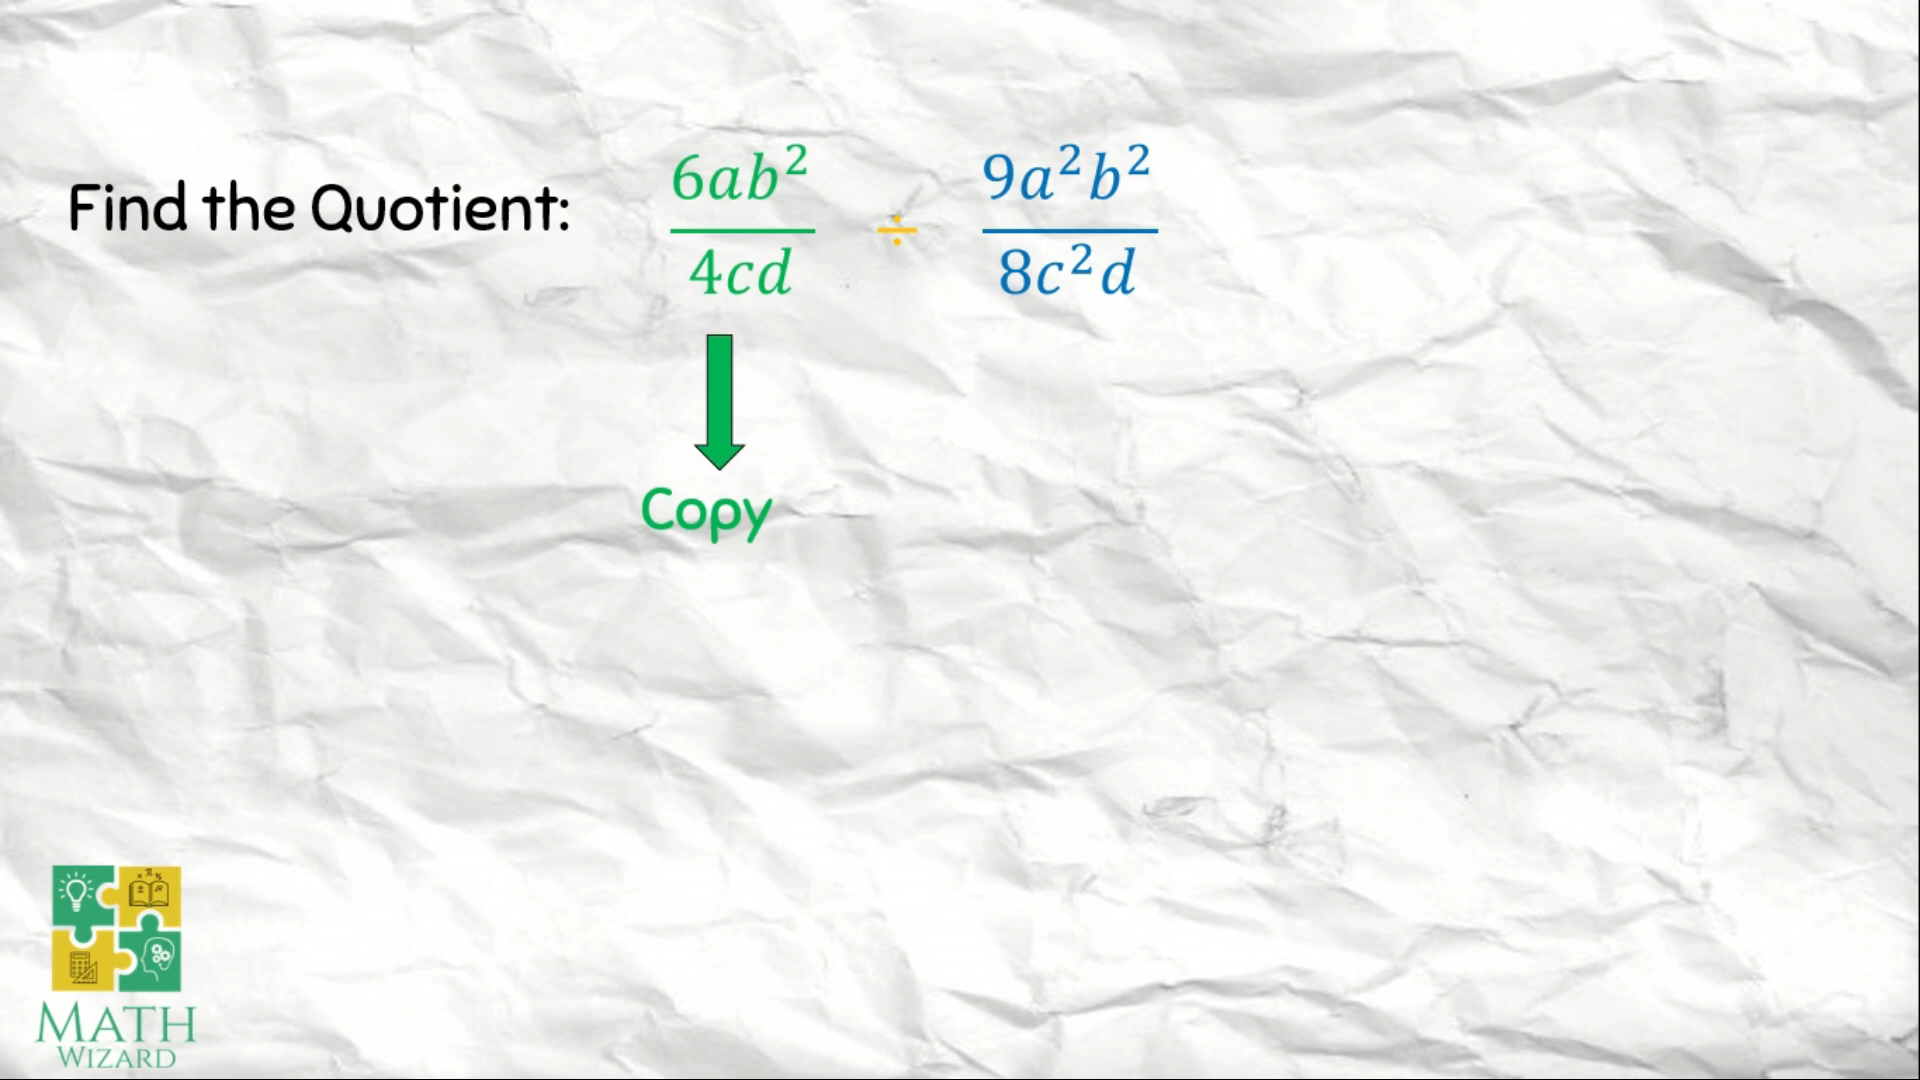 Find the Quotient: 6ab²/4cd ÷ 9a²b²/8c²d
Copy
MATH
WIZARD